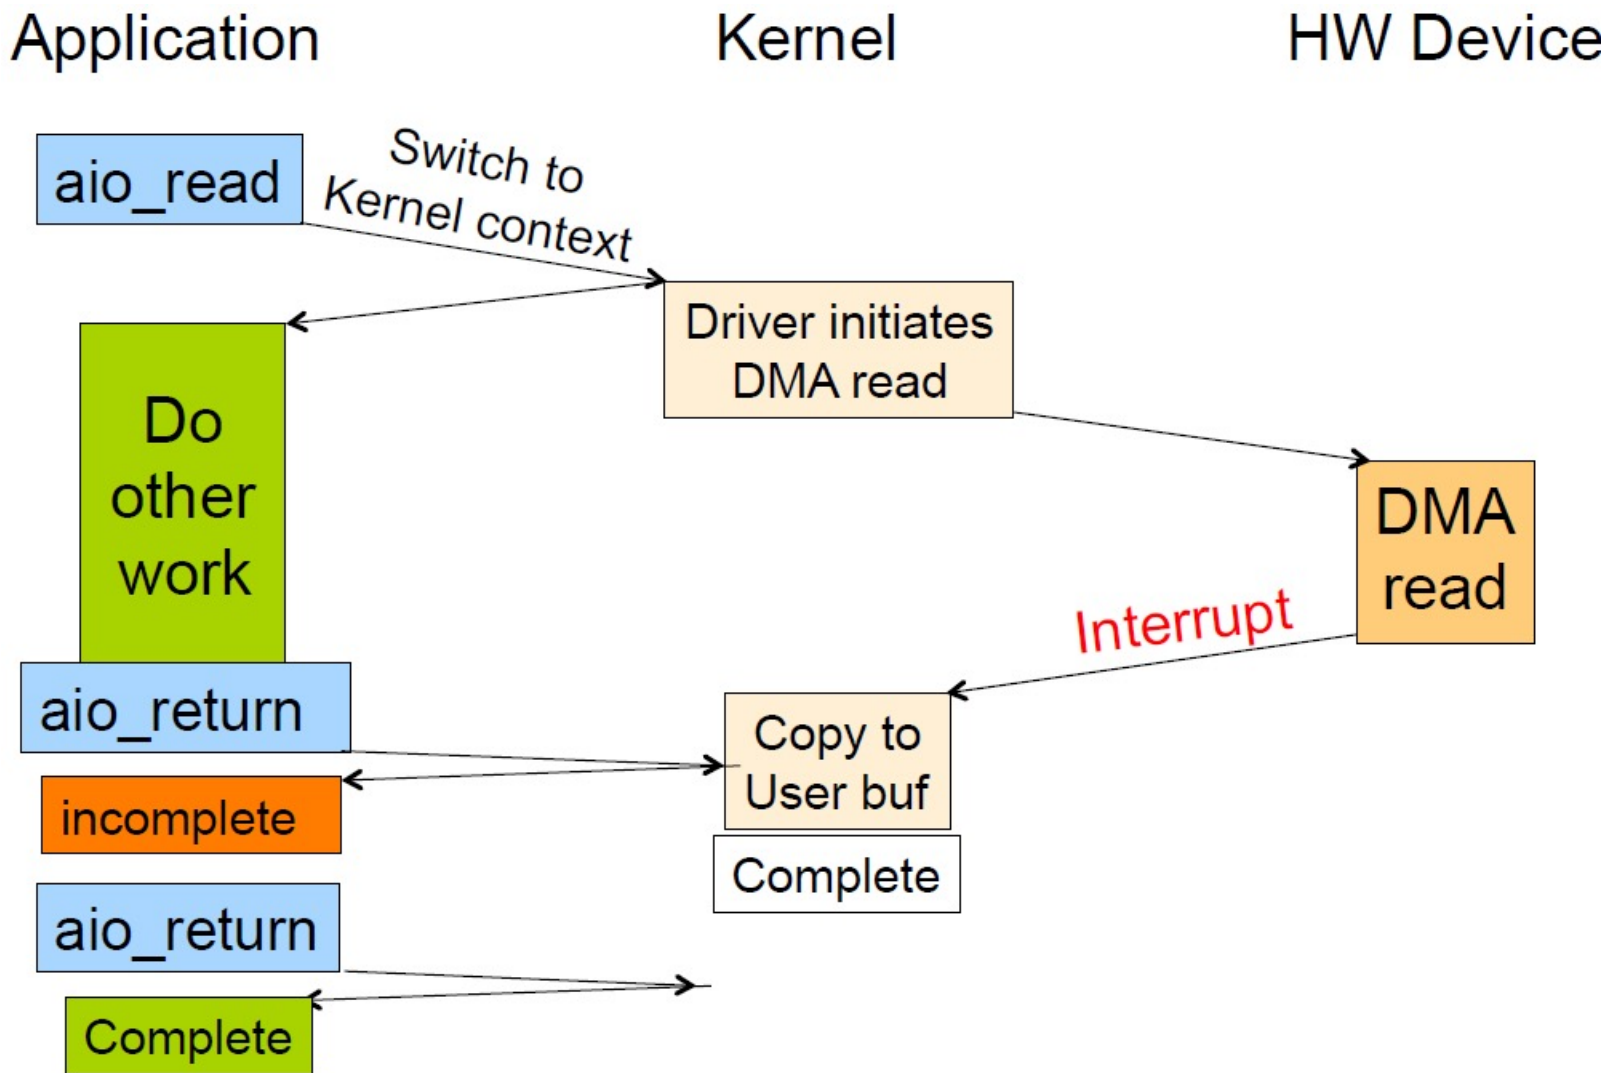 Application
Kernel
HW Device
aio_read
Switch to
Kernel context
Driver initiates
DMA read
Do
other
work
DMA
read
Interrupt
aio_return
Copy to
User buf
incomplete
Complete
aio_return
Complete